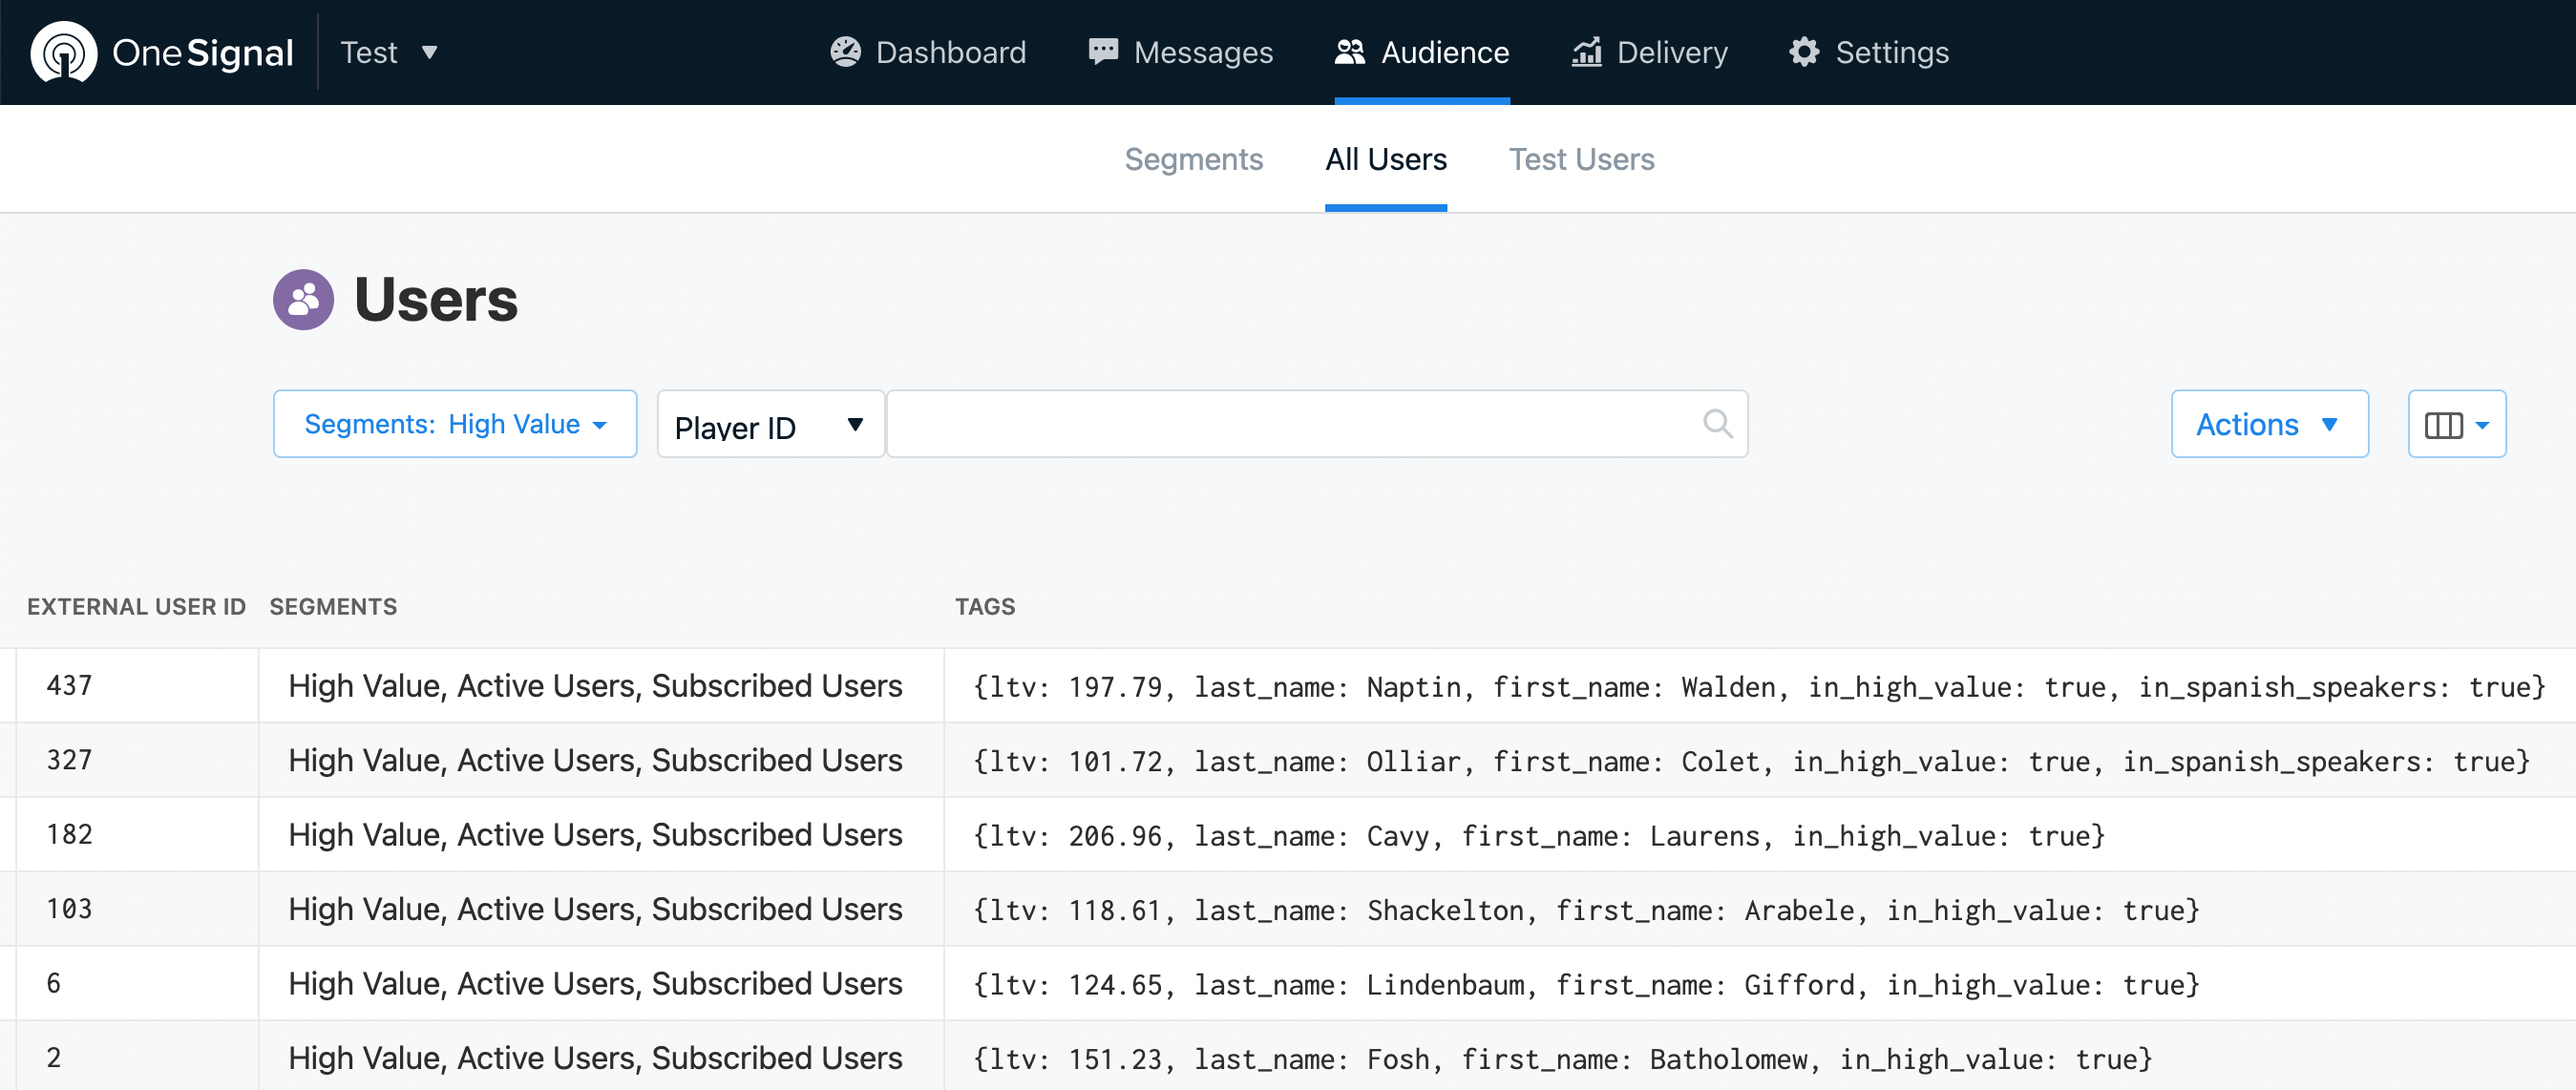 OneSignal Test Dashboard Messages Audience Delivery Settings
Segments All Users Test Users
Users
Segments: High Value Player ID Actions
EXTERNAL USER ID SEGMENTS TAGS
437 High Value, Active Users, Subscribed Users {ltv: 197.79, last_name: Naptin, first_name: Walden, in_high_value: true, in_spanish_speakers: true}
327 High Value, Active Users, Subscribed Users {ltv: 101.72, last_name: Olliar, first_name: Colet, in_high_value: true, in_spanish_speakers: true}
182 High Value, Active Users, Subscribed Users {ltv: 206.96, last_name: Cavy, first_name: Laurens, in_high_value: true}
103 High Value, Active Users, Subscribed Users {ltv: 118.61, last_name: Shackelton, first_name: Arabele, in_high_value: true}
6 High Value, Active Users, Subscribed Users {ltv: 124.65, last_name: Lindenbaum, first_name: Gifford, in_high_value: true}
2 High Value, Active Users, Subscribed Users {ltv: 151.23, last_name: Fosh, first_name: Batholomew, in_high_value: true}